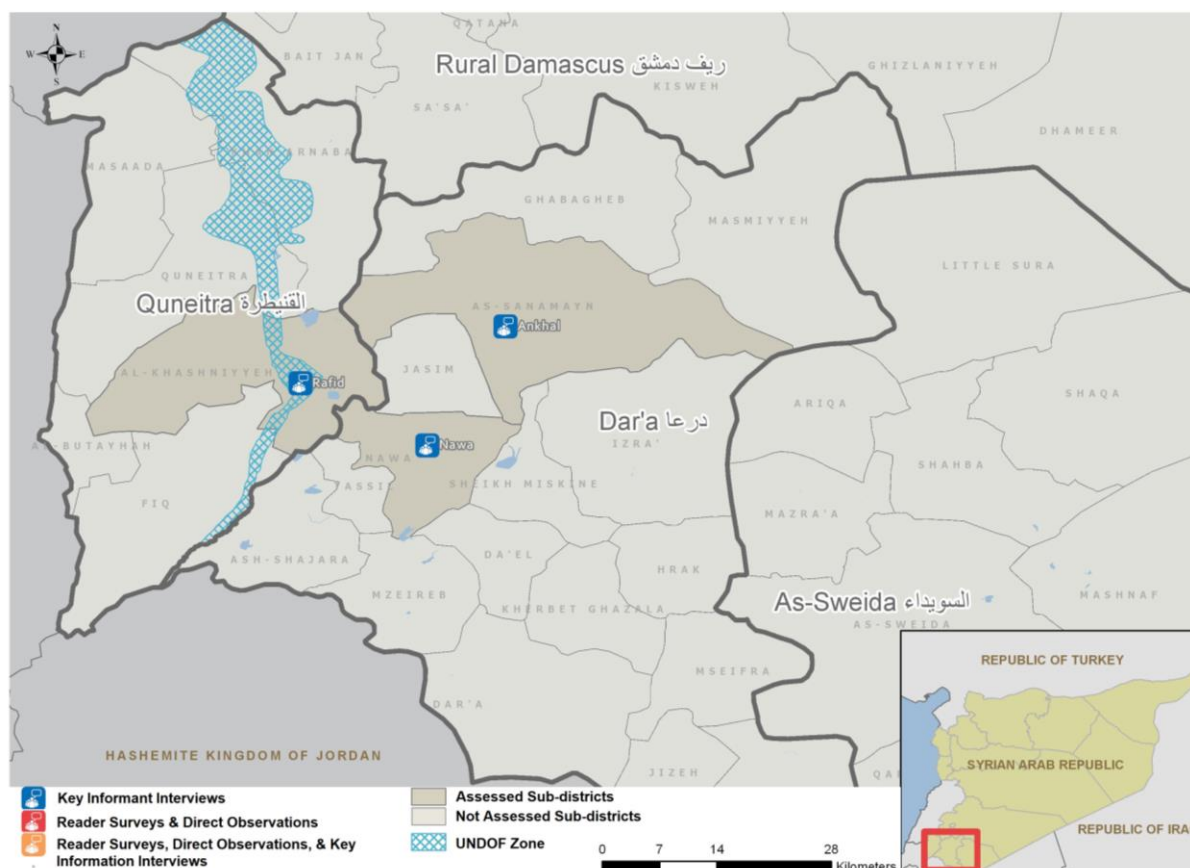 N
W E
S
QATANA
BAIT JAN
Rural Damascus ريف دمشق
GHIZLANIYYEH
KISWEH
SA'SA'
DHAMEER
ARNABA
MASAADA
GHABAGHEB
MASMIYYEH
QUNEITRA
LITTLE SURA
Quneitra القنيطرة
AS-SANAMAYN
Ankhal
JASIM
AL-KHASHNIYYEH
Rafid
ARIQA
SHAQA
Dar'a درعا
IZRA'
AL-BUTAYHAH
NAWA
Nawa
SHAHBA
TASSIL
SHEIKH MISKINE
FIQ
MAZRA'A
ASH-SHAJARA
DA'EL
HRAK
MZEIREB
KHERBET GHAZALA
As-Sweida السويداء
MASHNAF
AS-SWEIDA
MSEIFRA
DAR'A
JIZEH
HASHEMITE KINGDOM OF JORDAN
REPUBLIC OF TURKEY
SYRIAN ARAB REPUBLIC
REPUBLIC OF IRA
Key Informant Interviews
Reader Surveys & Direct Observations
Reader Surveys, Direct Observations, & Key
Information Interviews
Assessed Sub-districts
Not Assessed Sub-districts
UNDOF Zone
0 7 14 28
Kilometers